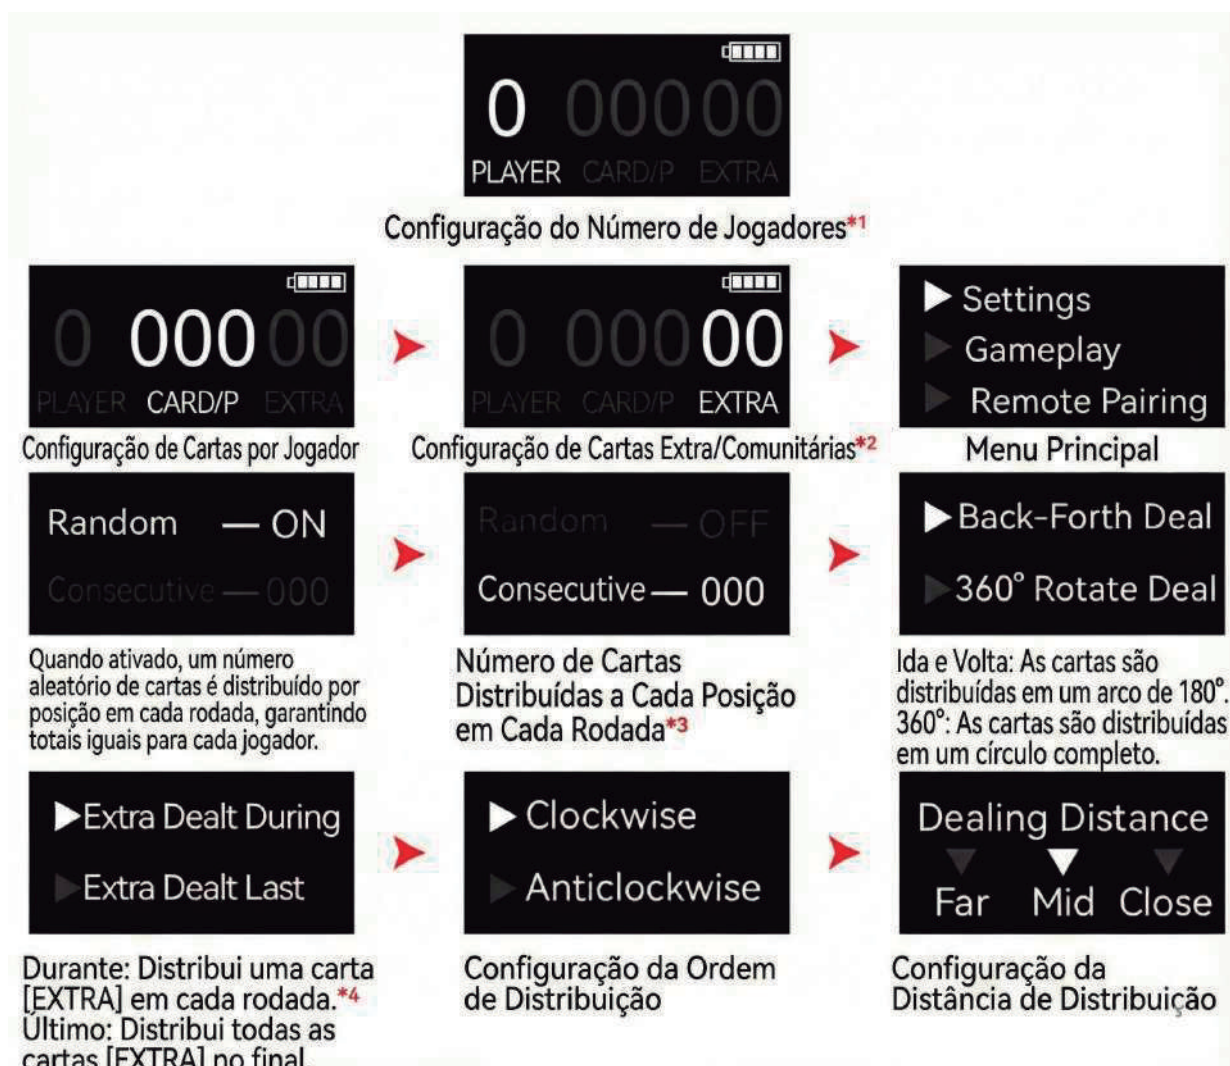 0 000 00
PLAYER CARD/P EXTRA
Configuração do Número de Jogadores*1
0 000 00
PLAYER CARD/P EXTRA
Configuração de Cartas por Jogador
0 000 00
PLAYER CARD/P EXTRA
Configuração de Cartas Extra/Comunitárias*2
Settings
Gameplay
Remote Pairing
Menu Principal
Random — ON
Consecutive — 000
Quando ativado, um número
aleatório de cartas é distribuído por
posição em cada rodada, garantindo
totais iguais para cada jogador.
Random — OFF
Consecutive — 000
Número de Cartas
Distribuídas a Cada Posição
em Cada Rodada*3
Back-Forth Deal
360° Rotate Deal
Ida e Volta: As cartas são
distribuídas em um arco de 180°.
360°: As cartas são distribuídas
em um círculo completo.
Extra Dealt During
Extra Dealt Last
Durante: Distribui uma carta
[EXTRA] em cada rodada.*4
Último: Distribui todas as
cartas [EXTRA] no final
Clockwise
Anticlockwise
Configuração da Ordem
de Distribuição
Dealing Distance
Far Mid Close
Configuração da
Distância de Distribuição